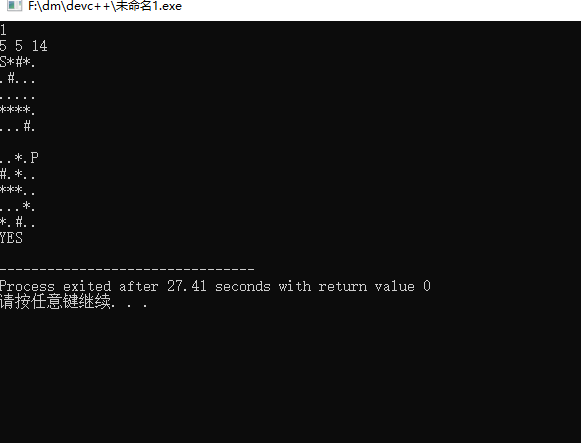 F:\dm\devc++\未命名1.exe
1
5 5 14
S*#*.
.#...
.....
****.
...#.

..*.P
#.*..
***..
...*.
*.#..
YES

--------------------------------
Process exited after 27.41 seconds with return value 0
请按任意键继续. . .